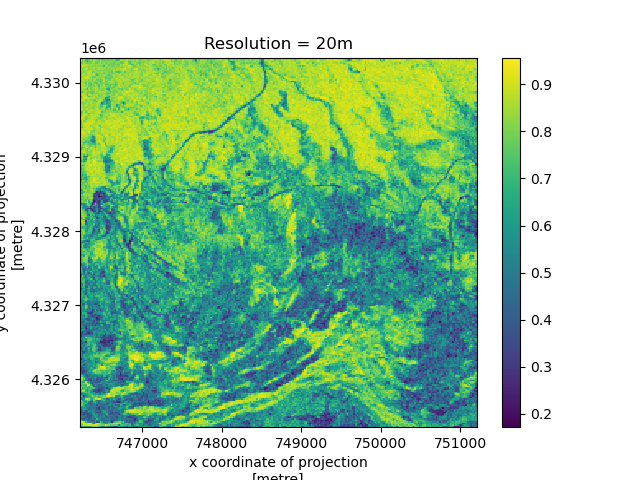 Resolution = 20m
1e6
4.330
4.329
4.328
4.327
4.326
y coordinate of projection
[metre]
747000 748000 749000 750000 751000
x coordinate of projection
[metre]
0.9
0.8
0.7
0.6
0.5
0.4
0.3
0.2